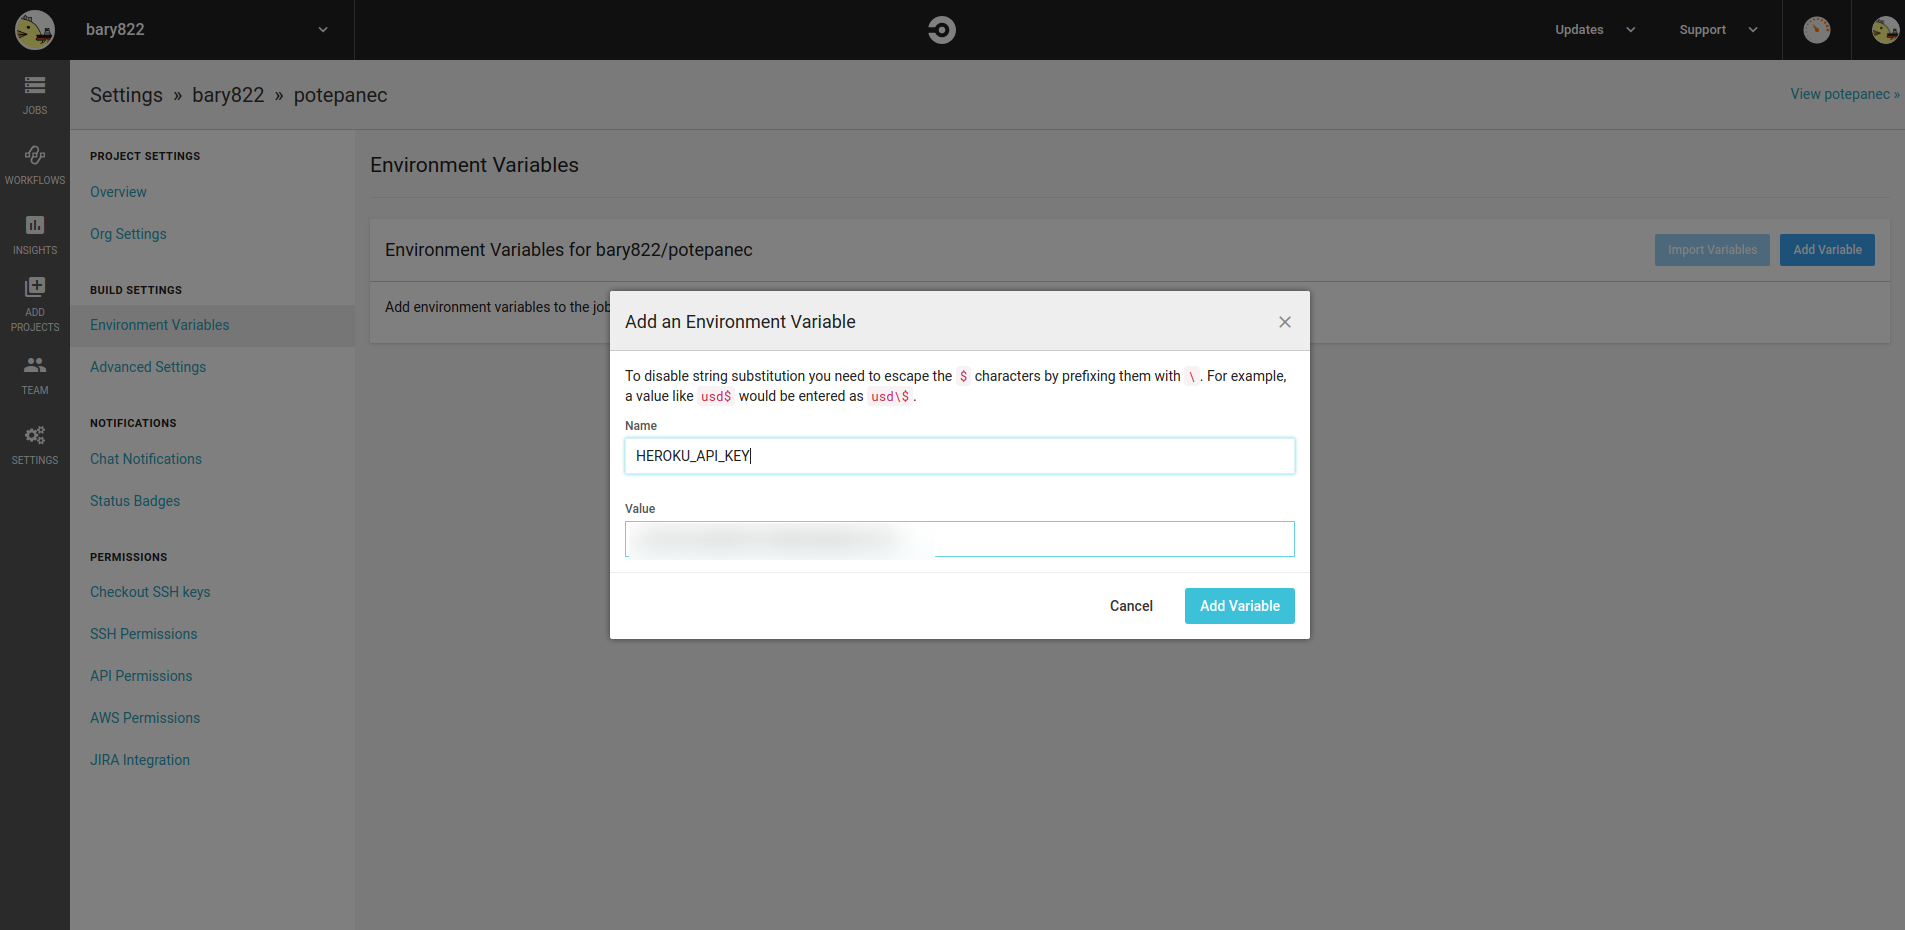 bary822
Updates
Support
JOBS
WORKFLOWS
INSIGHTS
ADD
PROJECTS
TEAM
SETTINGS
Settings » bary822 » potepanec
View potepanec »
PROJECT SETTINGS
Overview
Org Settings
BUILD SETTINGS
Environment Variables
Advanced Settings
NOTIFICATIONS
Chat Notifications
Status Badges
PERMISSIONS
Checkout SSH keys
SSH Permissions
API Permissions
AWS Permissions
JIRA Integration
Environment Variables
Environment Variables for bary822/potepanec
Import Variables
Add Variable
Add environment variables to the job
Add an Environment Variable
To disable string substitution you need to escape the $ characters by prefixing them with \. For example,
a value like usd$ would be entered as usd\$.
Name
HEROKU_API_KEY
Value
Cancel
Add Variable